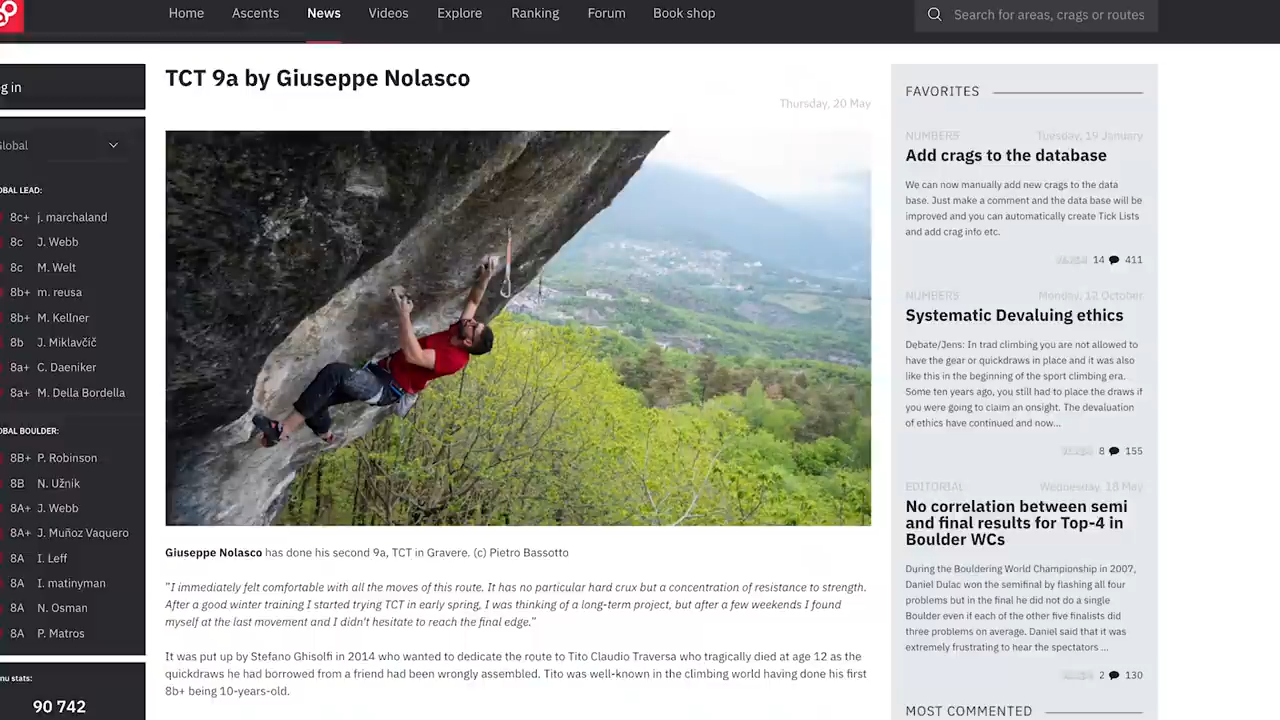 Home Ascents News Videos Explore Ranking Forum Book shop
Search for areas, crags or routes
g in
Global
OBAL LEAD:
8c+ j. marchaland
8c J. Webb
8c M. Welt
8b+ m. reusa
8b+ M. Kellner
8b J. Miklavčič
8a+ C. Daeniker
8a+ M. Della Bordella
OBAL BOULDER:
8B+ P. Robinson
8B N. Užnik
8A+ J. Webb
8A+ J. Muñoz Vaquero
8A I. Leff
8A I. matinyman
8A N. Osman
8A P. Matros
nu stats:
90 742
TCT 9a by Giuseppe Nolasco
Thursday, 20 May
Giuseppe Nolasco has done his second 9a, TCT in Gravere. (c) Pietro Bassotto
"I immediately felt comfortable with all the moves of this route. It has no particular hard crux but a concentration of resistance to strength.
After a good winter training I started trying TCT in early spring, I was thinking of a long-term project, but after a few weekends I found
myself at the last movement and I didn't hesitate to reach the final edge."
It was put up by Stefano Ghisolfi in 2014 who wanted to dedicate the route to Tito Claudio Traversa who tragically died at age 12 as the
quickdraws he had borrowed from a friend had been wrongly assembled. Tito was well-known in the climbing world having done his first
8b+ being 10-years-old.
FAVORITES
NUMBERS Tuesday, 19 January
Add crags to the database
We can now manually add new crags to the data
base. Just make a comment and the data base will be
improved and you can automatically create Tick Lists
and add crag info etc.
14 411
NUMBERS Monday, 12 October
Systematic Devaluing ethics
Debate/Jens: In trad climbing you are not allowed to
have the gear or quickdraws in place and it was also
like this in the beginning of the sport climbing era.
Some ten years ago, you still had to place the draws if
you were going to claim an onsight. The devaluation
of ethics have continued and now...
8 155
EDITORIAL Wednesday, 18 May
No correlation between semi
and final results for Top-4 in
Boulder WCs
During the Bouldering World Championship in 2007,
Daniel Dulac won the semifinal by flashing all four
problems but in the final he did not do a single
Boulder even if each of the other five finalists did
three problems on average. Daniel said that it was
extremely frustrating to hear the spectators ...
2 130
MOST COMMENTED